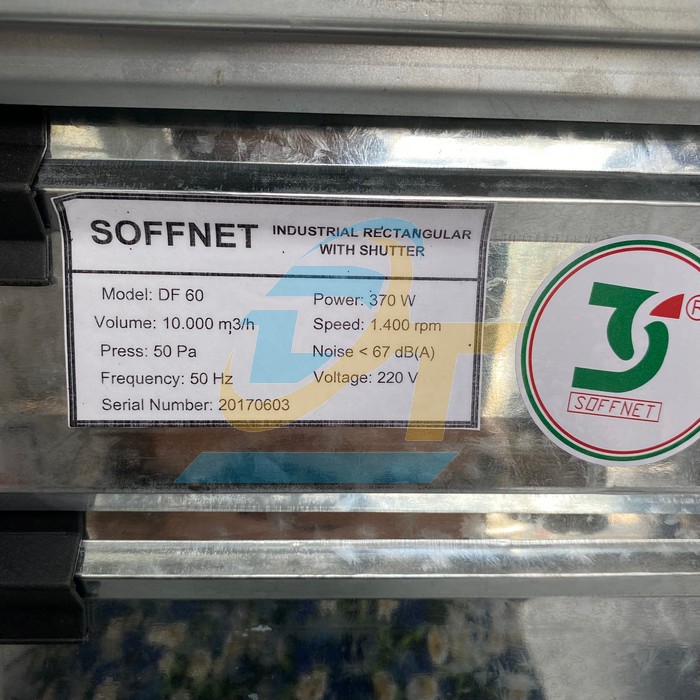 SOFFNET
INDUSTRIAL RECTANGULAR
WITH SHUTTER
Model: DF 60
Volume: 10.000 m3/h
Press: 50 Pa
Frequency: 50 Hz
Serial Number: 20170603
Power: 370 W
Speed: 1.400 rpm
Noise < 67 dB(A)
Voltage: 220 V
SOFFNET
R
DT